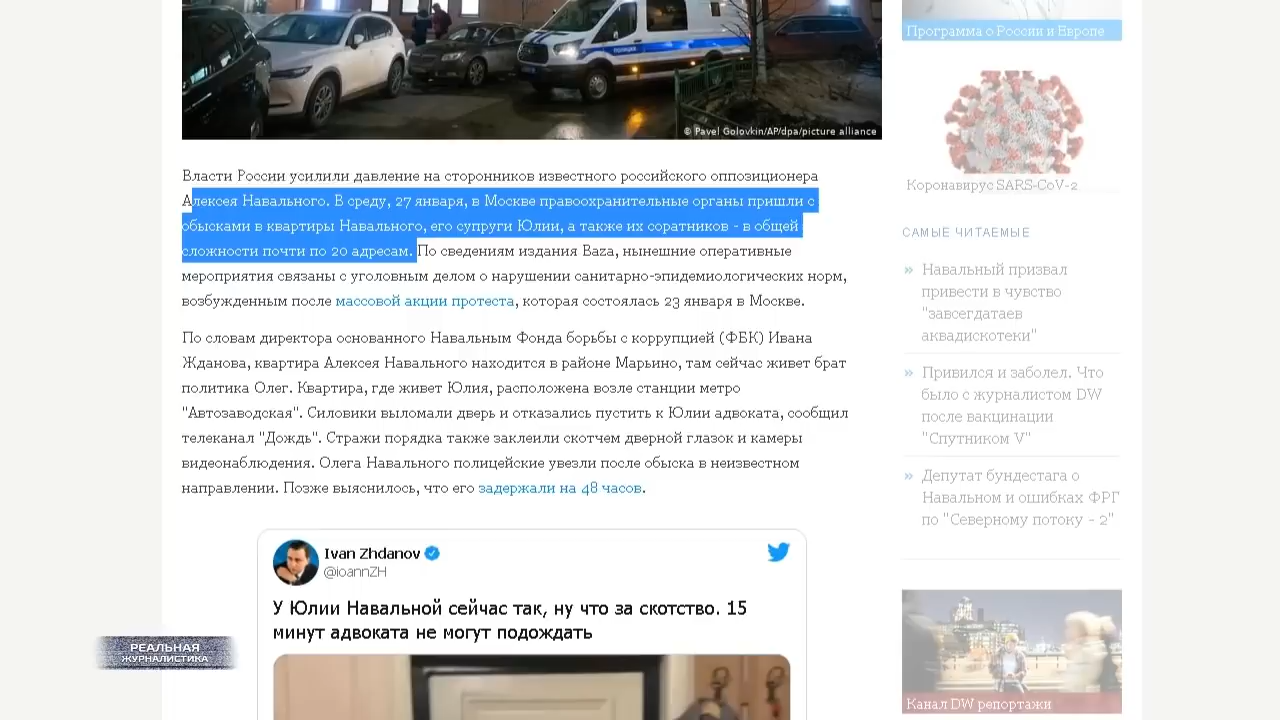 Программа о России и Европе
© Pavel Golovkin/AP/dpa/picture alliance
Власти России усилили давление на сторонников известного российского оппозиционера
Алексея Навального. В среду, 27 января, в Москве правоохранительные органы пришли с
обысками в квартиры Навального, его супруги Юлии, а также их соратников - в общей
сложности почти по 20 адресам. По сведениям издания Baza, нынешние оперативные
мероприятия связаны с уголовным делом о нарушении санитарно-эпидемиологических норм,
возбужденным после массовой акции протеста, которая состоялась 23 января в Москве.
По словам директора основанного Навальным Фонда борьбы с коррупцией (ФБК) Ивана
Жданова, квартира Алексея Навального находится в районе Марьино, там сейчас живет брат
политика Олег. Квартира, где живет Юлия, расположена возле станции метро
"Автозаводская". Силовики выломали дверь и отказались пустить к Юлии адвоката, сообщил
телеканал "Дождь". Стражи порядка также заклеили скотчем дверной глазок и камеры
видеонаблюдения. Олега Навального полицейские увезли после обыска в неизвестном
направлении. Позже выяснилось, что его задержали на 48 часов.
Ivan Zhdanov
@ioannZH
У Юлии Навальной сейчас так, ну что за скотство. 15
минут адвоката не могут подождать
РЕАЛЬНАЯ
ЖУРНАЛИСТИКА
Коронавирус SARS-CoV-2
САМЫЕ ЧИТАЕМЫЕ
» Навальный призвал
привести в чувство
"завсегдатаев
аквадискотеки"
» Привился и заболел. Что
было с журналистом DW
после вакцинации
"Спутником V"
» Депутат бундестага о
Навальном и ошибках ФРГ
по "Северному потоку - 2"
Канал DW репортажи